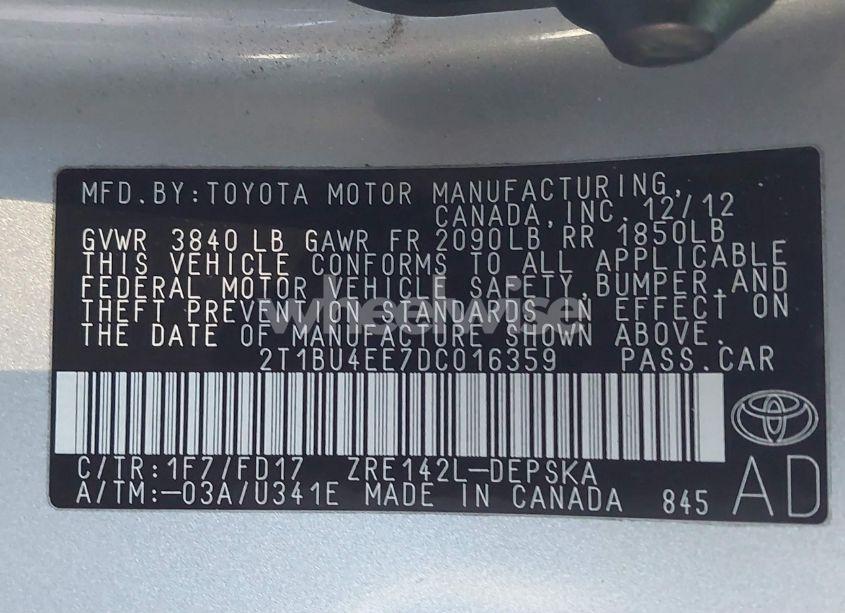 MFD.BY:TOYOTA MOTOR MANUFACTURING,
CANADA,INC. 12/12
GVWR 3840 LB GAWR FR 2090LB RR 1850LB
THIS VEHICLE CONFORMS TO ALL APPLICABLE
FEDERAL MOTOR VEHICLE SAFETY,BUMPER,AND
THEFT PREVENTION STANDARDS IN EFFECT ON
THE DATE OF MANUFACTURE SHOWN ABOVE.
wheelwise
2T1BU4EE7DC016359 PASS.CAR
C/TR:1F7/FD17 ZRE142L-DEPSKA
A/TM:-03A/U341E MADE IN CANADA 845
AD